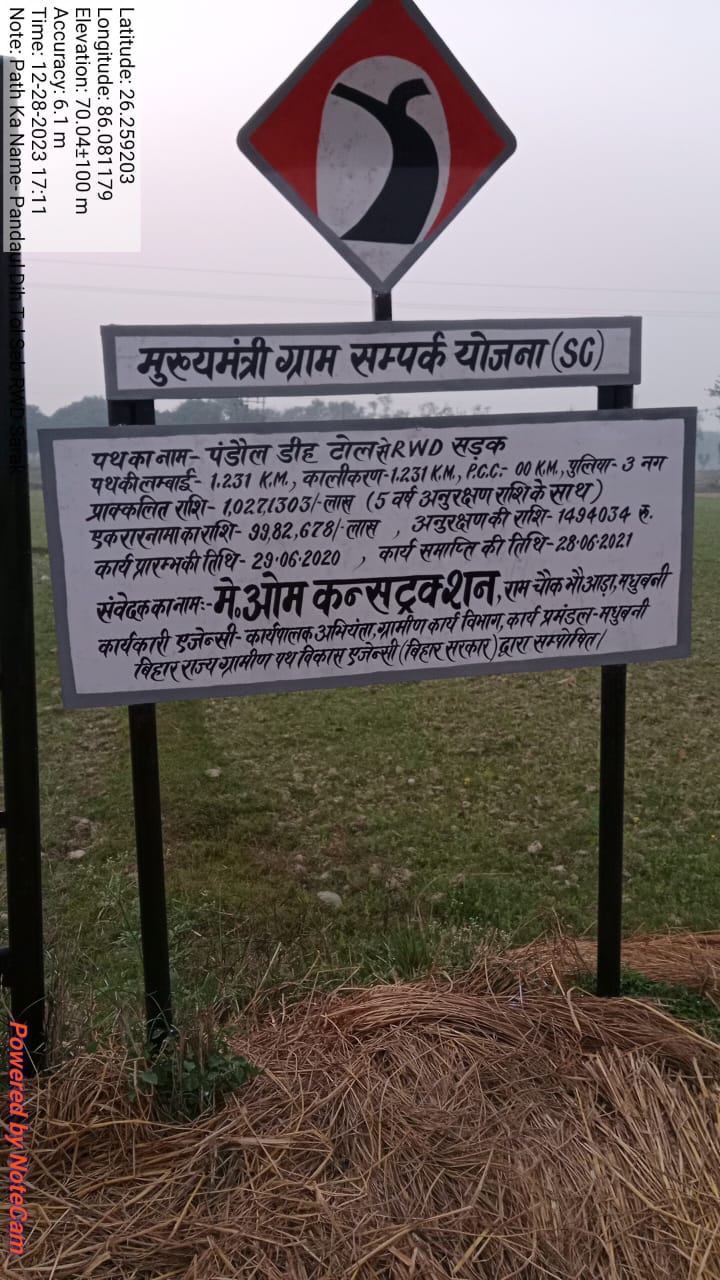 Latitude: 26.259203
Longitude: 86.081179
Elevation: 70.04±100 m
Accuracy: 6.1 m
Time: 12-28-2023 17:11
Note: Path Ka Name- Pandaul Dih Tol Seb RWD Sarak
मुख्यमंत्री ग्राम सम्पर्क योजना (SC)
पथ का नाम- पंडौल डीह टोल से RWD सड़क
पथ की लम्बाई- 1.231 K.M., कालीकरण-1.231 K.M., P.C.C:- 00 K.M., पुलिया- 3 नग
प्राक्कलित राशि- 1,0271303/-लाख (5 वर्ष अनुरक्षण राशि के साथ)
एकरारनामा का राशि- 99,82,678/-लाख , अनुरक्षण की राशि- 1494034 रु.
कार्य प्रारम्भ की तिथि- 29·06·2020 , कार्य समाप्ति की तिथि-28·06·2021
संवेदक का नाम:- मे. ओम कन्सट्रक्शन, राम चौक भौआड़ा, मधुबनी
कार्यकारी एजेन्सी- कार्यपालक अभियंता, ग्रामीण कार्य विभाग, कार्य प्रमंडल-मधुबनी
बिहार राज्य ग्रामीण पथ विकास एजेन्सी (बिहार सरकार) द्वारा सम्पोषित/
Powered by NoteCam